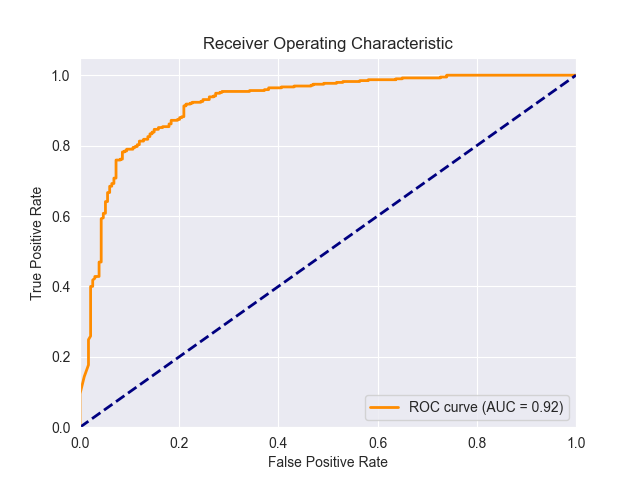 Receiver Operating Characteristic
True Positive Rate
1.0
0.8
0.6
0.4
0.2
0.0
ROC curve (AUC = 0.92)
0.0 0.2 0.4 0.6 0.8 1.0
False Positive Rate